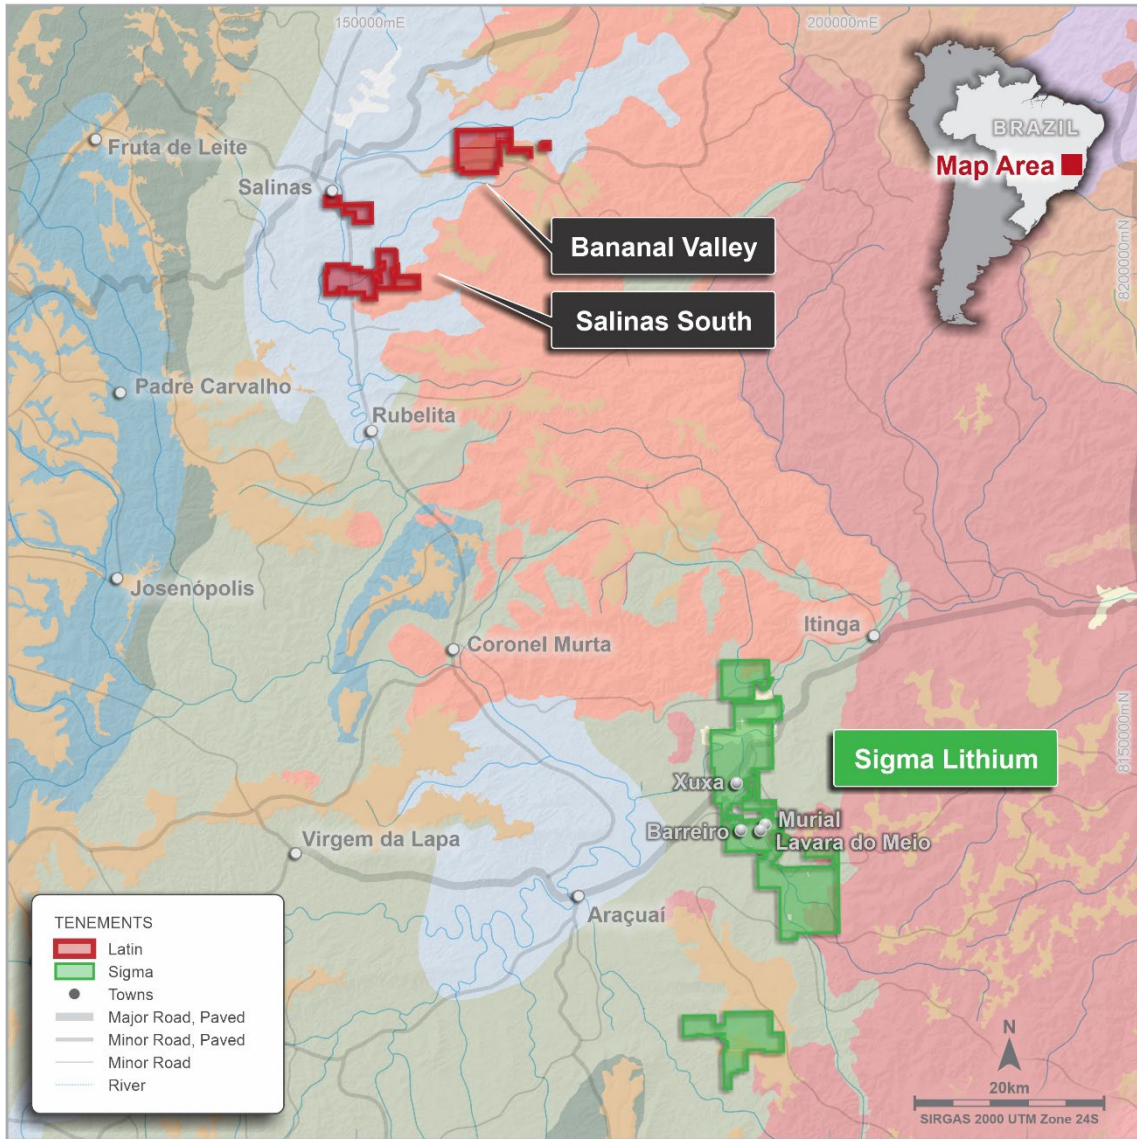 150000mE
200000mE
Fruta de Leite
Salinas
BRAZIL
Map Area
Bananal Valley
8200000mN
Salinas South
Padre Carvalho
Rubelita
Josenópolis
Itinga
Coronel Murta
8150000mN
Sigma Lithium
Xuxa
Murial
Barreiro
Lavara do Meio
Virgem da Lapa
Araçuaí
TENEMENTS
Latin
Sigma
Towns
Major Road, Paved
Minor Road, Paved
Minor Road
River
N
20km
SIRGAS 2000 UTM Zone 24S